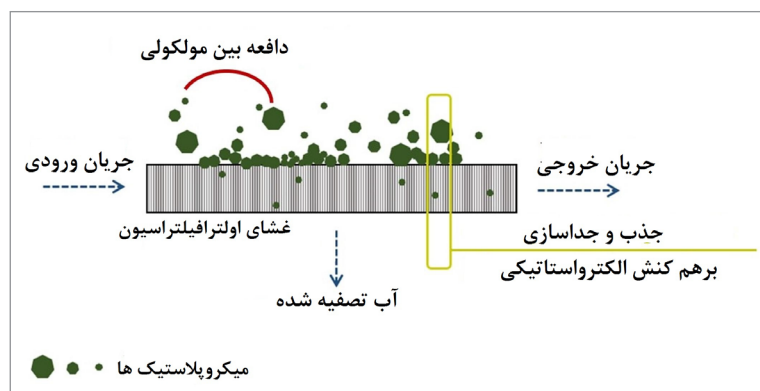 دافعه بین مولکولی
جریان ورودی
جریان خروجی
غشای اولترافیلتراسیون
جذب و جداسازی
برهم کنش الکترواستاتیکی
آب تصفیه شده
میکروپلاستیک ها